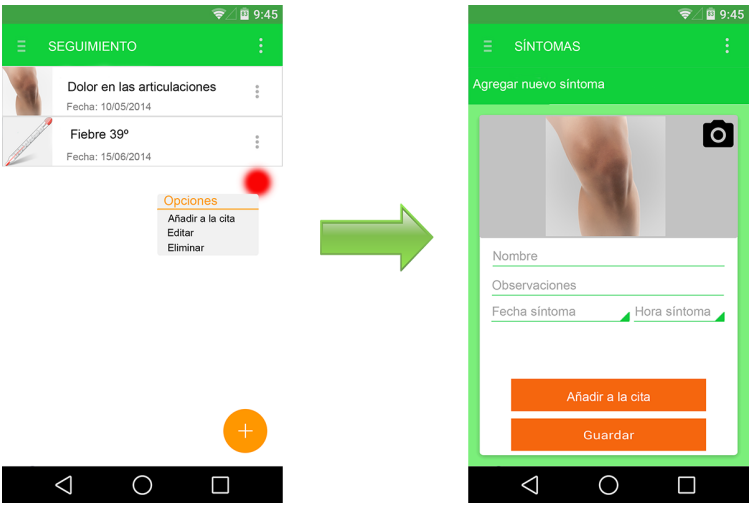 9:45
SEGUIMIENTO
Dolor en las articulaciones
Fecha: 10/05/2014
Fiebre 39º
Fecha: 15/06/2014
Opciones
Añadir a la cita
Editar
Eliminar
9:45
SÍNTOMAS
Agregar nuevo síntoma
Nombre
Observaciones
Fecha síntoma Hora síntoma
Añadir a la cita
Guardar